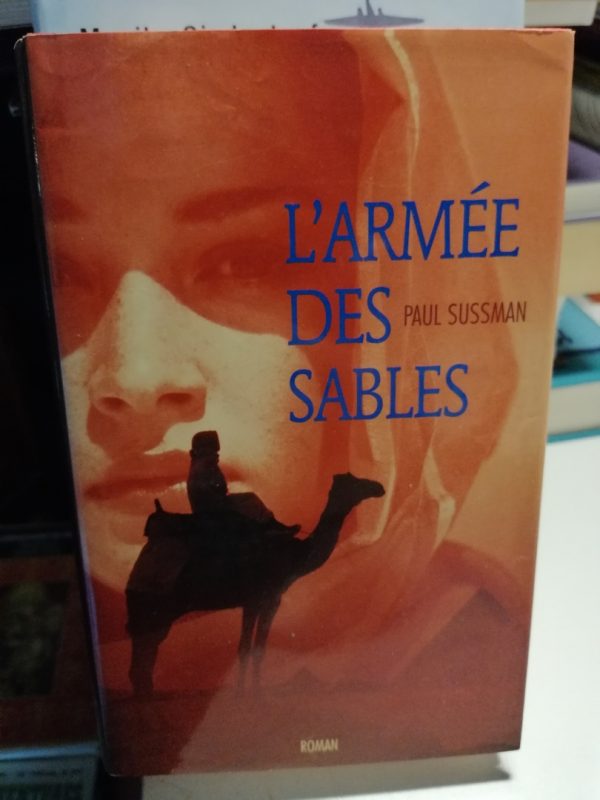 L'ARMÉE
DES
PAUL SUSSMAN
SABLES
ROMAN